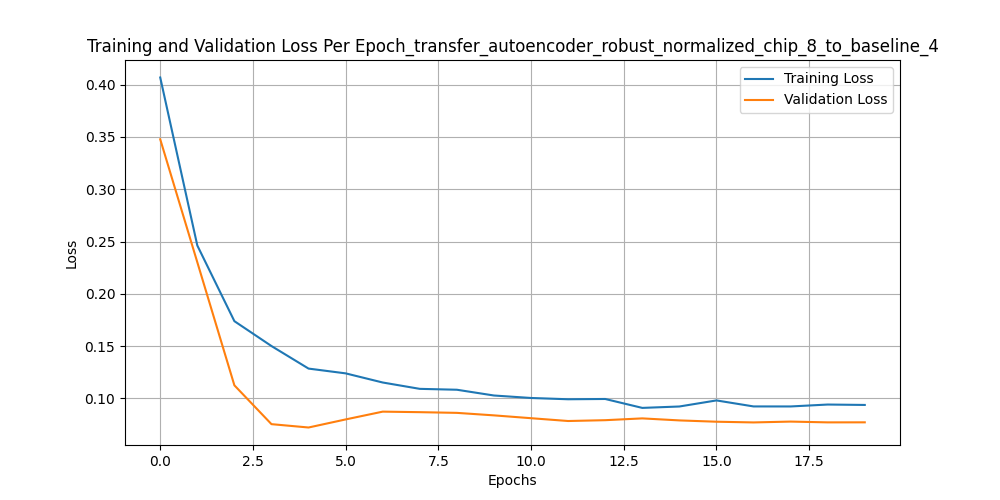 Training and Validation Loss Per Epoch_transfer_autoencoder_robust_normalized_chip_8_to_baseline_4
Training Loss
Validation Loss
0.40
0.35
0.30
0.25
0.20
0.15
0.10
Loss
0.0 2.5 5.0 7.5 10.0 12.5 15.0 17.5
Epochs